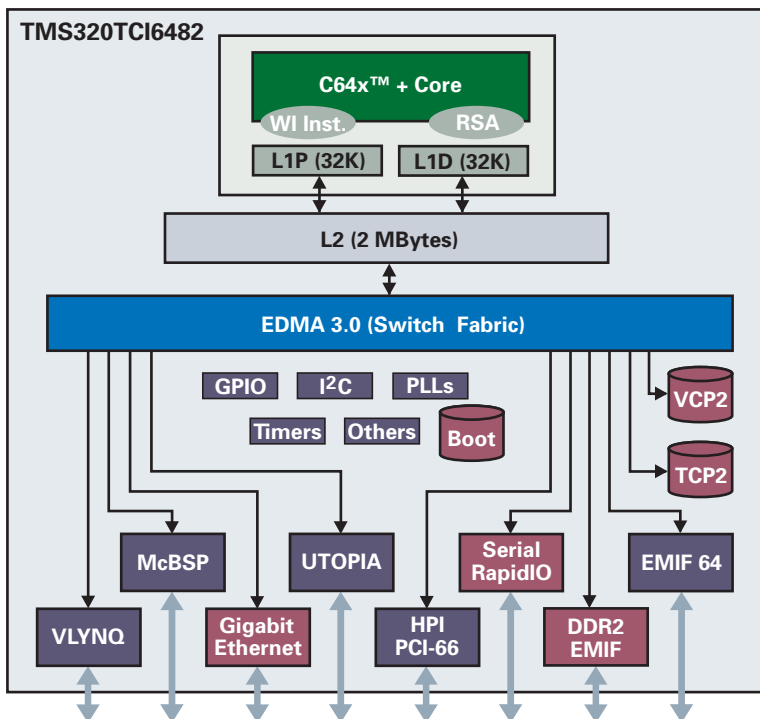 TMS320TCI6482
C64x™ + Core
WI Inst.
RSA
L1P (32K)
L1D (32K)
L2 (2 MBytes)
EDMA 3.0 (Switch Fabric)
GPIO
I²C
PLLs
VCP2
Timers
Others
Boot
TCP2
McBSP
UTOPIA
Serial
RapidIO
EMIF 64
VLYNQ
Gigabit
Ethernet
HPI
PCI-66
DDR2
EMIF